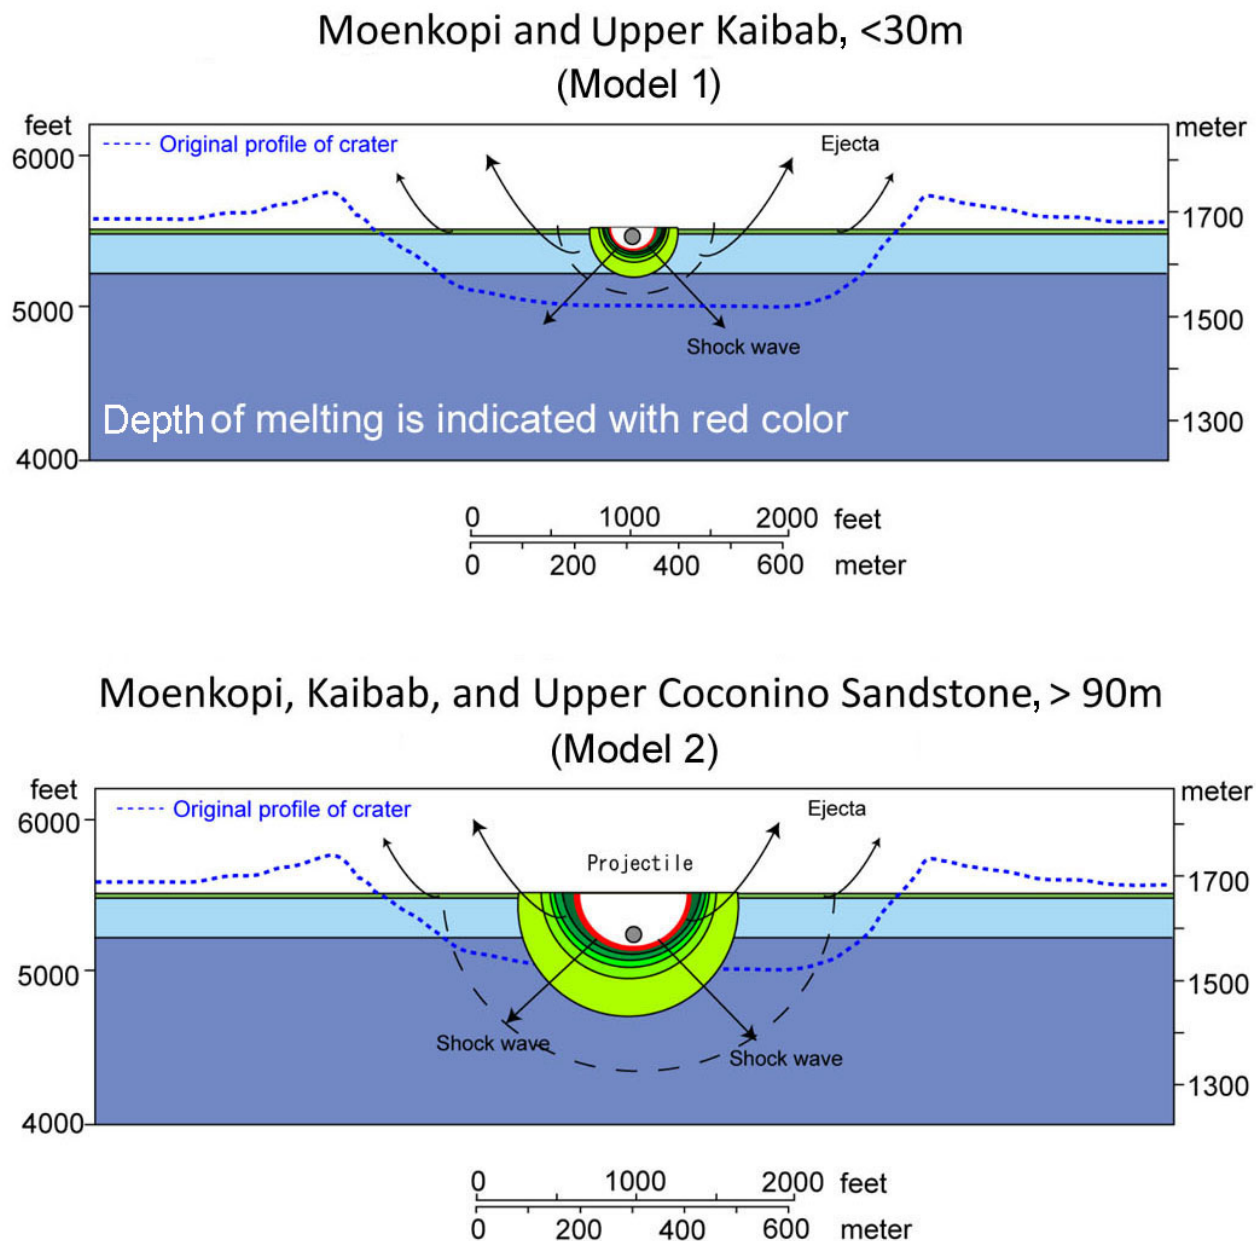 Moenkopi and Upper Kaibab, <30m
(Model 1)
feet
meter
Original profile of crater
Ejecta
6000
1700
5000
1500
Shock wave
Depth of melting is indicated with red color
1300
4000
0 1000 2000 feet
0 200 400 600 meter
Moenkopi, Kaibab, and Upper Coconino Sandstone, > 90m
(Model 2)
feet
meter
Original profile of crater
Ejecta
6000
Projectile
1700
5000
1500
Shock wave
Shock wave
1300
4000
0 1000 2000 feet
0 200 400 600 meter